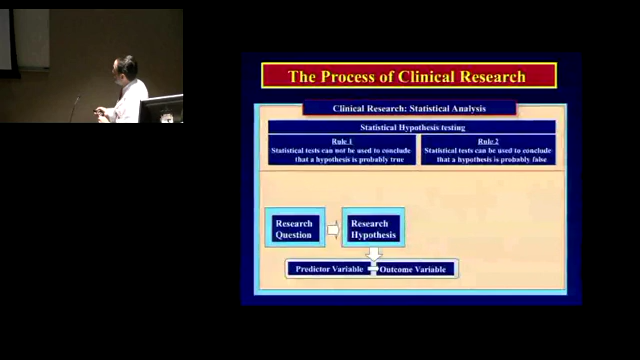 The Process of Clinical Research
Clinical Research: Statistical Analysis
Statistical Hypothesis testing
Rule 1
Statistical tests can not be used to conclude
that a hypothesis is probably true
Rule 2
Statistical tests can be used to conclude
that a hypothesis is probably false
Research
Question
Research
Hypothesis
Predictor Variable
Outcome Variable